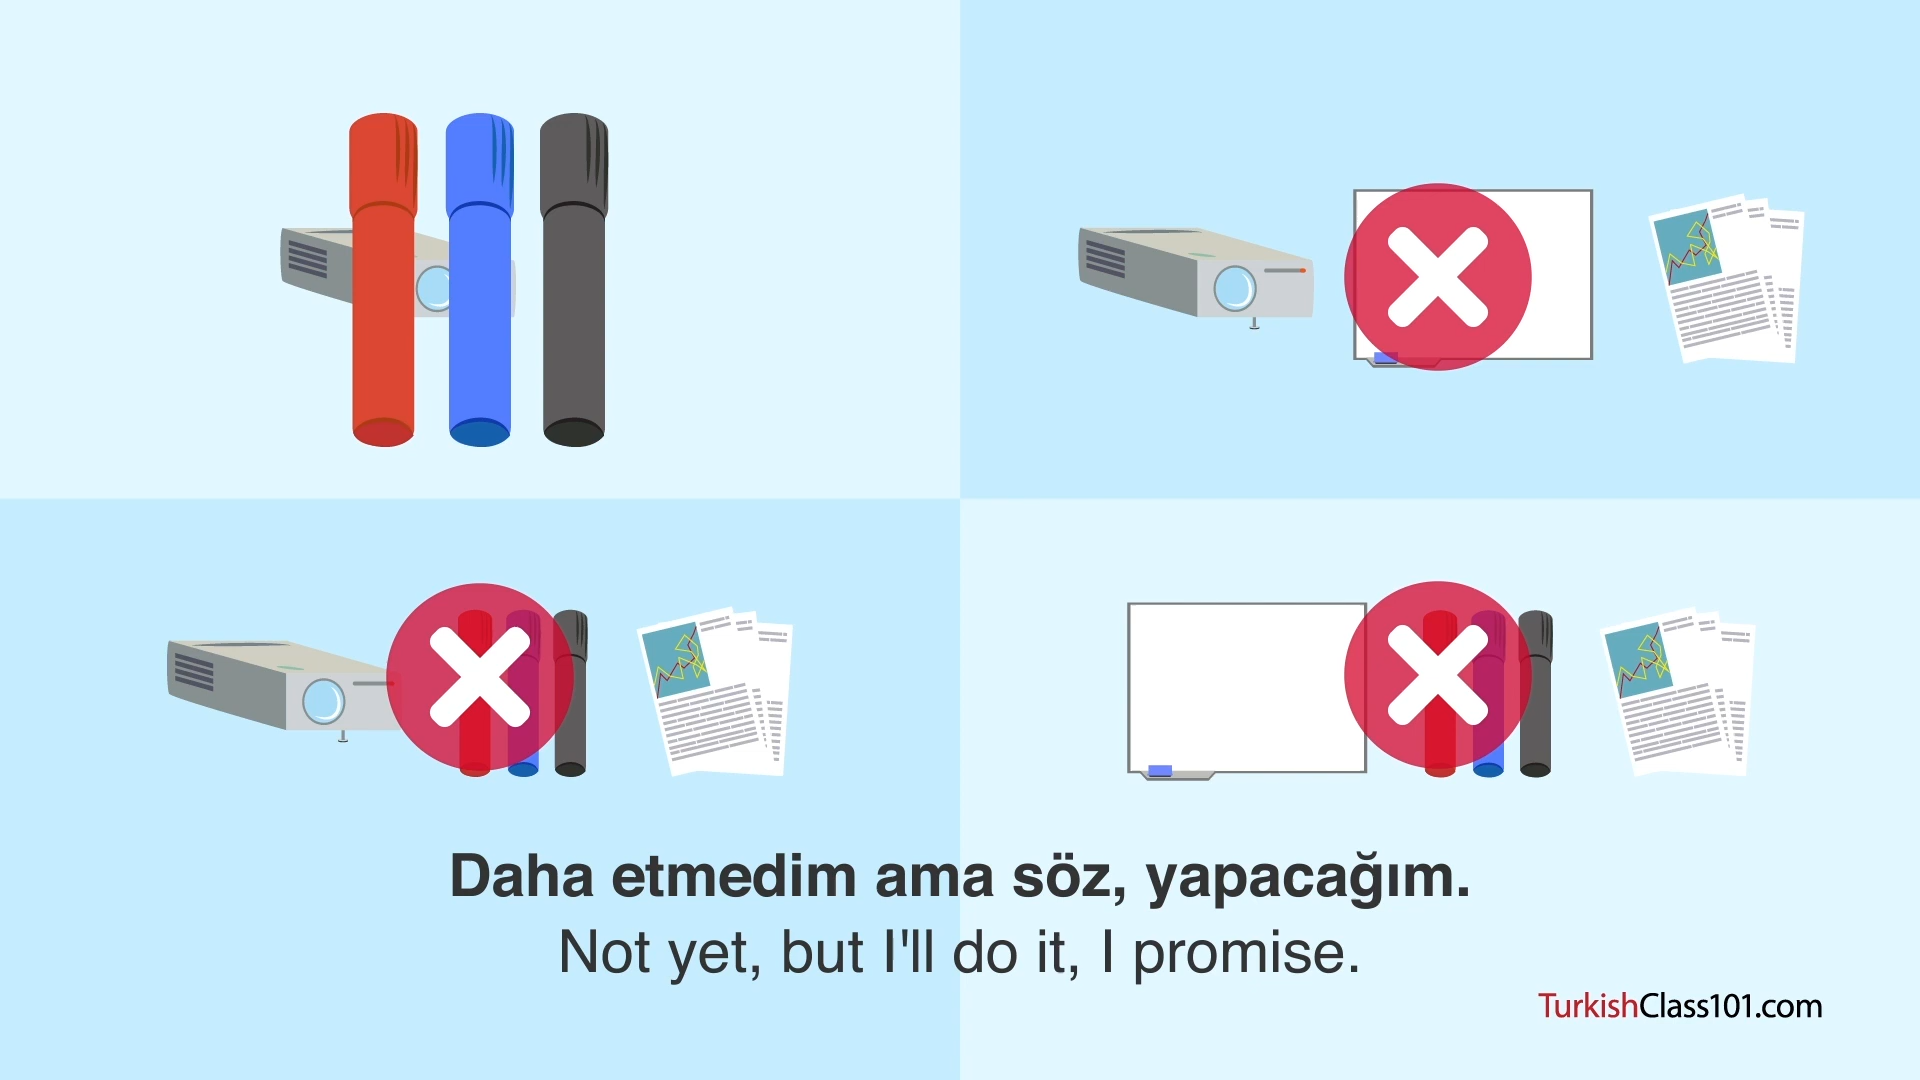 Daha etmedim ama söz, yapacağım.
Not yet, but I'll do it, I promise.
TurkishClass101.com